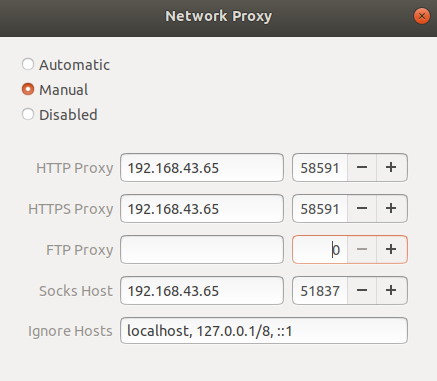 Network Proxy
Automatic
Manual
Disabled
HTTP Proxy 192.168.43.65 58591 − +
HTTPS Proxy 192.168.43.65 58591 − +
FTP Proxy 0 − +
Socks Host 192.168.43.65 51837 − +
Ignore Hosts localhost, 127.0.0.1/8, ::1